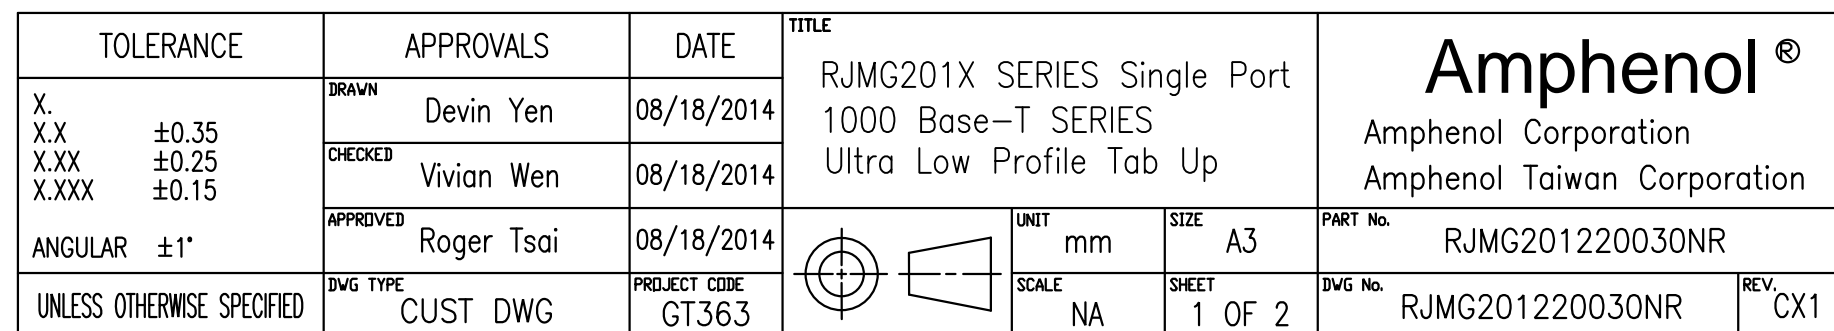 TOLERANCE
X.
X.X ±0.35
X.XX ±0.25
X.XXX ±0.15
ANGULAR ±1°
UNLESS OTHERWISE SPECIFIED
APPROVALS DATE
DRAWN
Devin Yen 08/18/2014
CHECKED
Vivian Wen 08/18/2014
APPROVED
Roger Tsai 08/18/2014
DWG TYPE
CUST DWG
PROJECT CODE
GT363
TITLE
RJMG201X SERIES Single Port
1000 Base-T SERIES
Ultra Low Profile Tab Up
UNIT
mm
SIZE
A3
SCALE
NA
SHEET
1 OF 2
Amphenol®
Amphenol Corporation
Amphenol Taiwan Corporation
PART No.
RJMG201220030NR
DWG No.
RJMG201220030NR
REV.
CX1